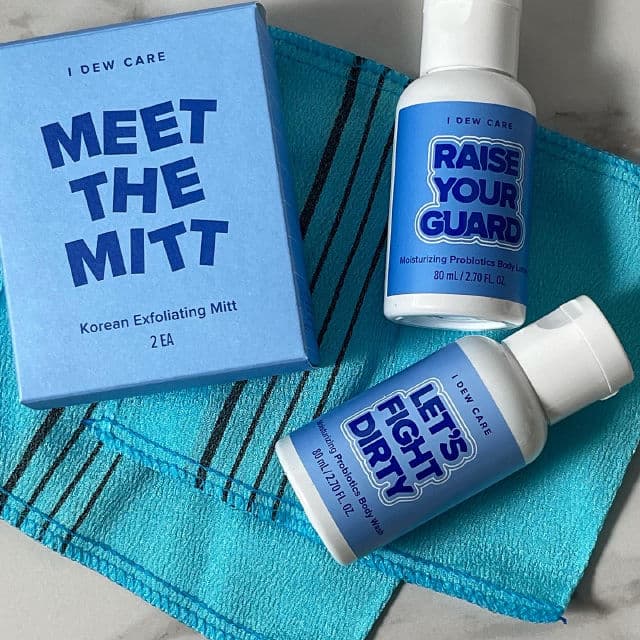 I DEW CARE
MEET
THE
MITT
Korean Exfoliating Mitt
2 EA
I DEW CARE
RAISE
YOUR
GUARD
Moisturizing Probiotics Body Lotion
80 mL / 2.70 FL. OZ.
I DEW CARE
LET'S
FIGHT
DIRTY
Moisturizing Probiotics Body Wash
80 mL / 2.70 FL. OZ.